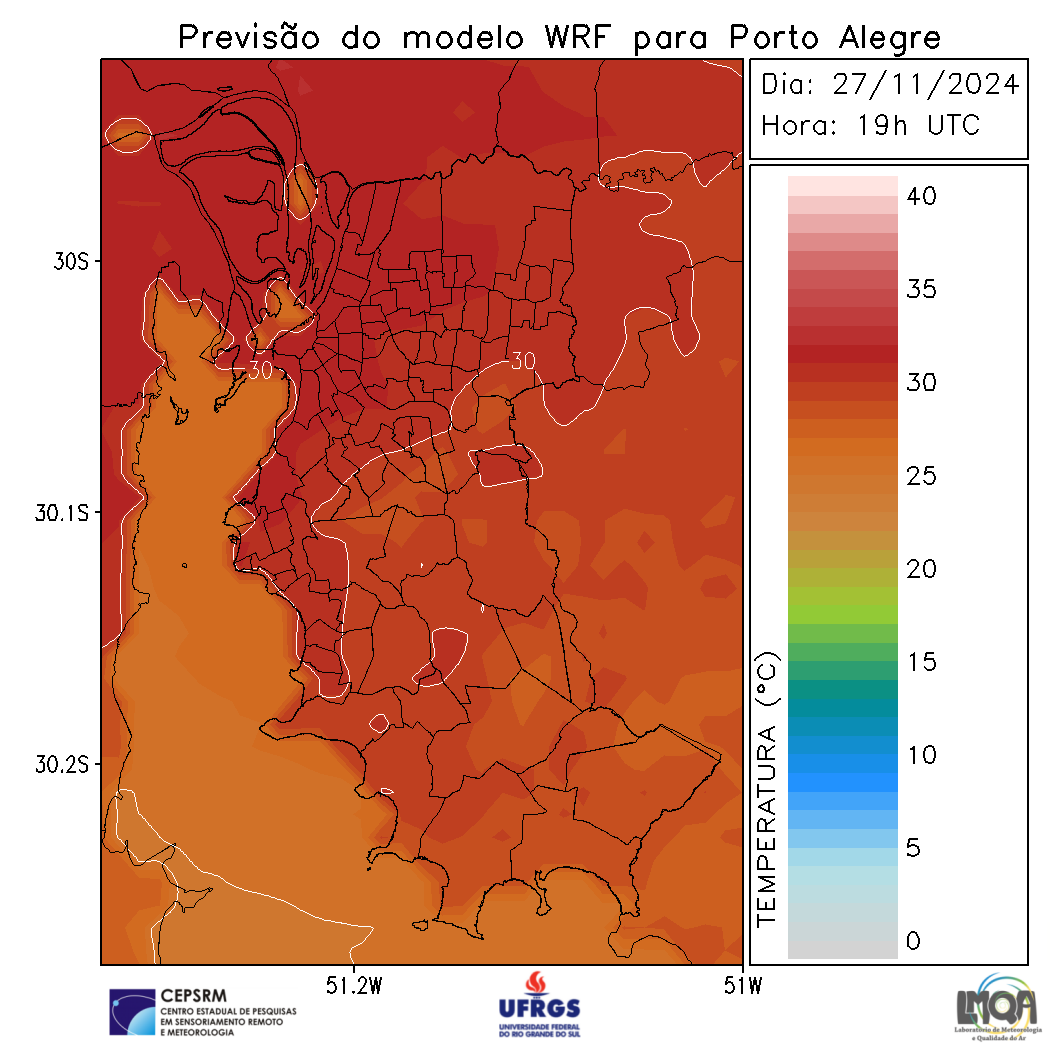 Previsão do modelo WRF para Porto Alegre
Dia: 27/11/2024
Hora: 19h UTC
30S
30.1S
30.2S
51.2W
51W
30
30
TEMPERATURA (°C)
40
35
30
25
20
15
10
5
0
CEPSRM
CENTRO ESTADUAL DE PESQUISAS
EM SENSORIAMENTO REMOTO
E METEOROLOGIA
UFRGS
UNIVERSIDADE FEDERAL
DO RIO GRANDE DO SUL
LMQA
Laboratório de Meteorologia
e Qualidade do Ar